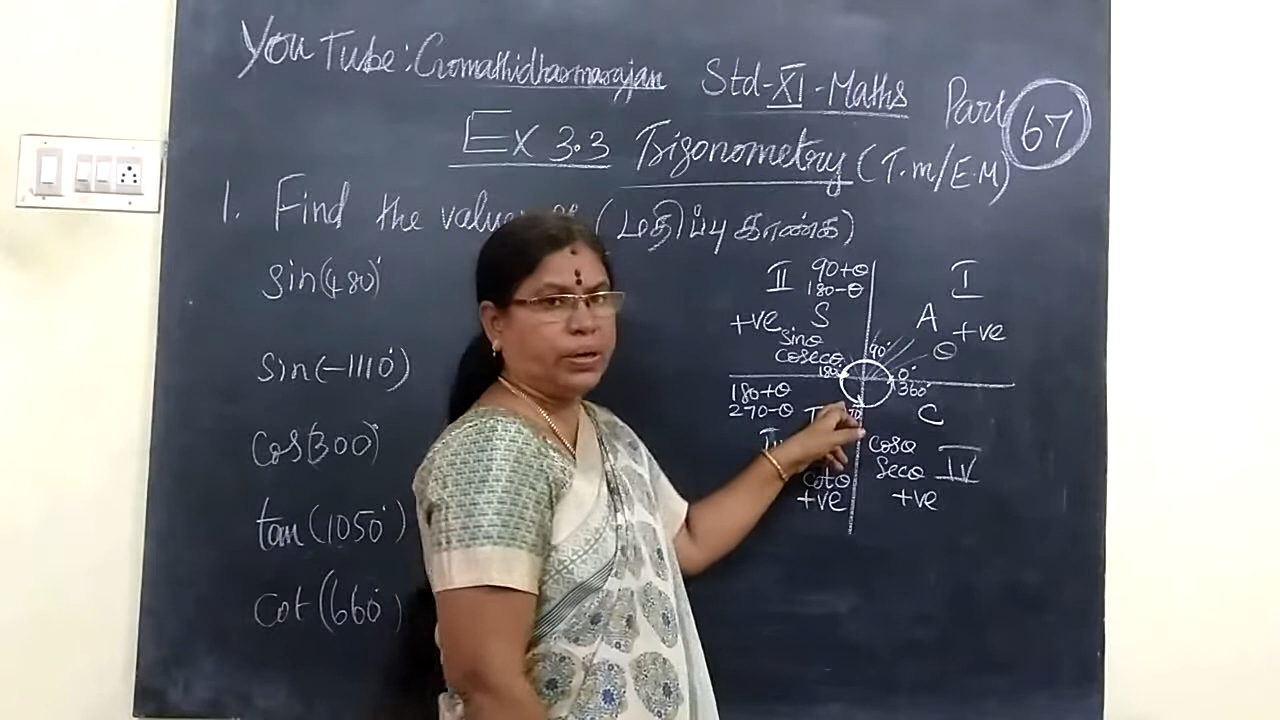 YouTube: Gomathidharmarajan Std-XI-Maths Part 67
Ex 3.3 Trigonometry (T.M/E.M)
1. Find the value (மதிப்பு காண்க)
sin(480°)
sin(-1110°)
cos(300°)
tan(1050°)
cot(660°)
II 90+θ I
180-θ
+ve S A +ve
sinθ
cosecθ 90° θ
180° 0°
180+θ 360°
270-θ T C
cosθ
secθ IV
cotθ
+ve +ve